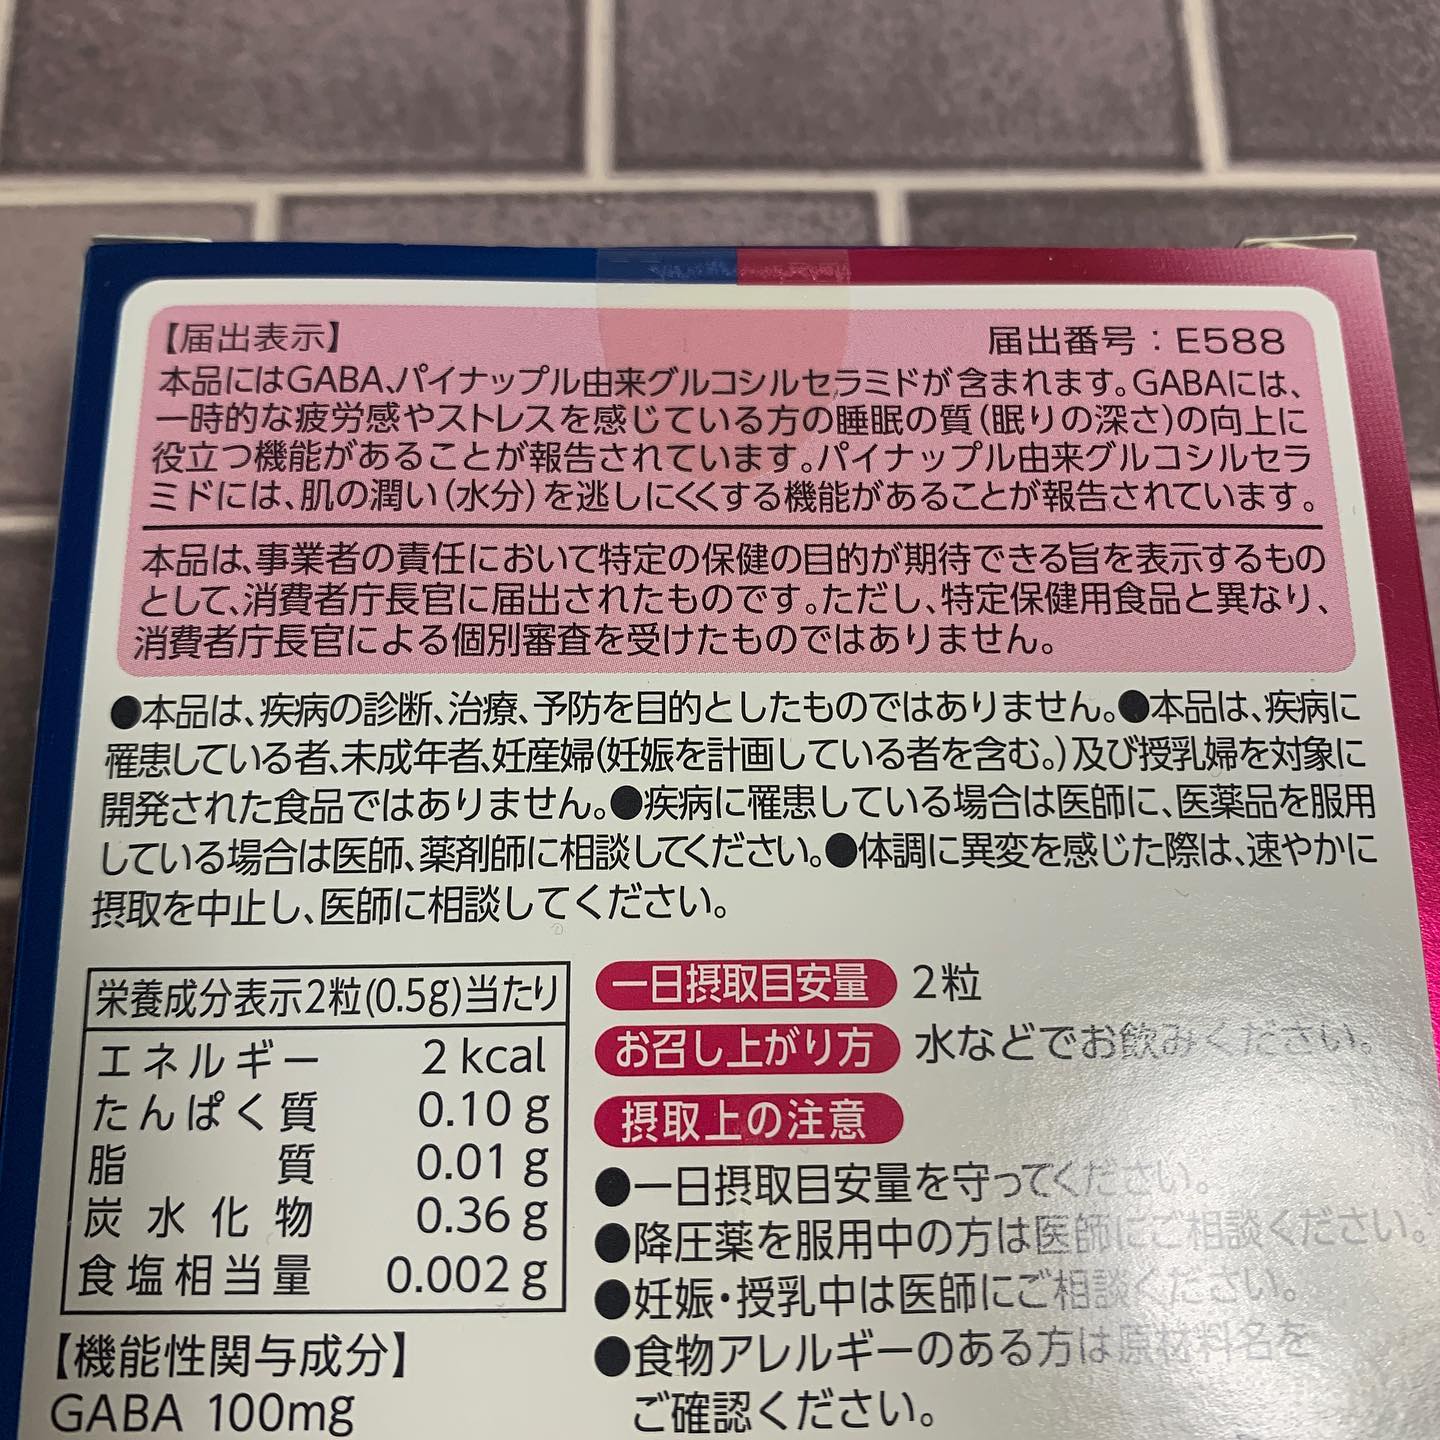 【届出表示】 届出番号：E588
本品にはGABA、パイナップル由来グルコシルセラミドが含まれます。GABAには、
一時的な疲労感やストレスを感じている方の睡眠の質（眠りの深さ）の向上に
役立つ機能があることが報告されています。パイナップル由来グルコシルセラ
ミドには、肌の潤い（水分）を逃しにくくする機能があることが報告されています。
本品は、事業者の責任において特定の保健の目的が期待できる旨を表示するもの
として、消費者庁長官に届出されたものです。ただし、特定保健用食品と異なり、
消費者庁長官による個別審査を受けたものではありません。
●本品は、疾病の診断、治療、予防を目的としたものではありません。●本品は、疾病に
罹患している者、未成年者、妊産婦（妊娠を計画している者を含む。）及び授乳婦を対象に
開発された食品ではありません。●疾病に罹患している場合は医師に、医薬品を服用
している場合は医師、薬剤師に相談してください。●体調に異変を感じた際は、速やかに
摂取を中止し、医師に相談してください。
栄養成分表示2粒(0.5g)当たり
エネルギー 2 kcal
たんぱく質 0.10 g
脂質 0.01 g
炭水化物 0.36 g
食塩相当量 0.002 g
【機能性関与成分】
GABA 100mg
一日摂取目安量 2粒
お召し上がり方 水などでお飲みください。
摂取上の注意
●一日摂取目安量を守ってください。
●降圧薬を服用中の方は医師にご相談ください。
●妊娠・授乳中は医師にご相談ください。
●食物アレルギーのある方は原材料名を
ご確認ください。